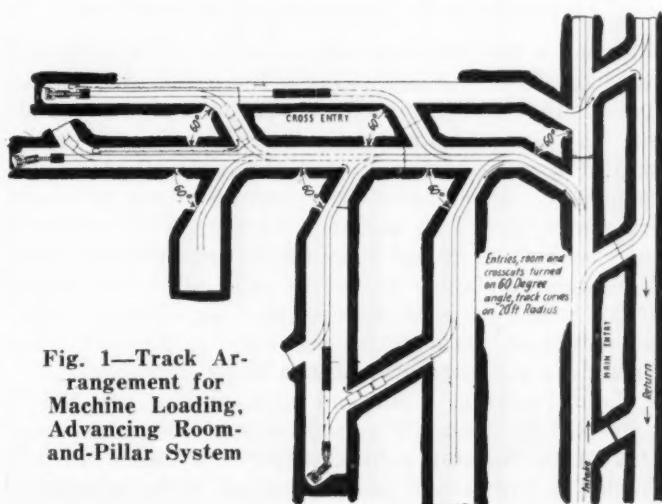 60°
CROSS ENTRY
60°
60°
60°
60°
60°
Entries, room and
crosscuts turned
on 60 Degree
angle, track curves
on 20 ft Radius
MAIN ENTRY
Return
Intake
Fig. 1—Track Ar-
rangement for
Machine Loading,
Advancing Room-
and-Pillar System